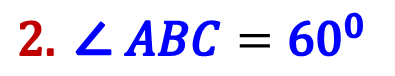 2. ∠ ABC = 60⁰